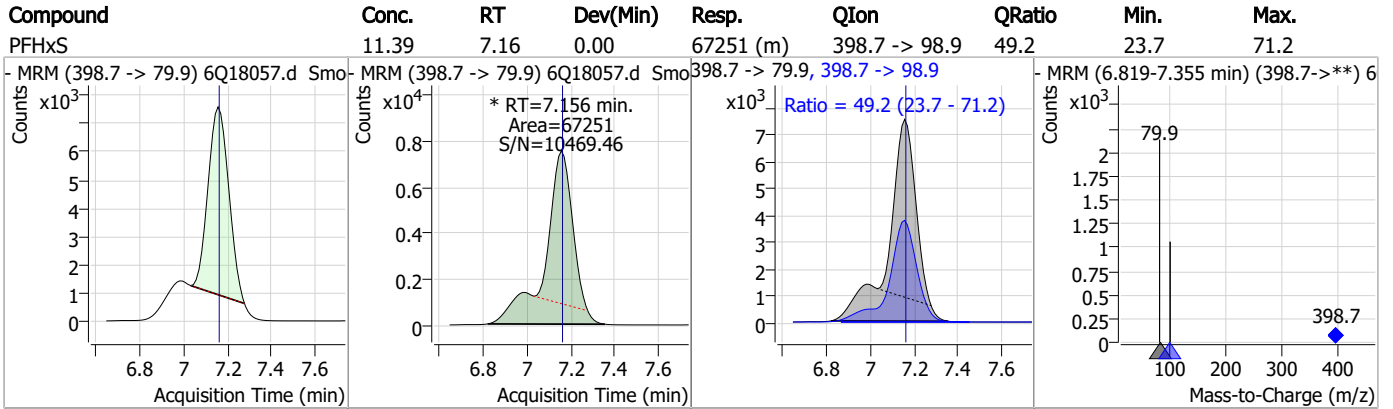 Compound Conc. RT Dev(Min) Resp. QIon QRatio Min. Max.
PFHxS 11.39 7.16 0.00 67251 (m) 398.7 -> 98.9 49.2 23.7 71.2
- MRM (398.7 -> 79.9) 6Q18057.d Smo
Counts
x10³
6
5
4
3
2
1
0
6.8 7 7.2 7.4 7.6
Acquisition Time (min)
- MRM (398.7 -> 79.9) 6Q18057.d Smo
Counts
x10⁴
* RT=7.156 min.
Area=67251
S/N=10469.46
0.8
0.6
0.4
0.2
0
6.8 7 7.2 7.4 7.6
Acquisition Time (min)
398.7 -> 79.9, 398.7 -> 98.9
x10³
Ratio = 49.2 (23.7 - 71.2)
7
6
5
4
3
2
1
0
6.8 7 7.2 7.4 7.6
Acquisition Time (min)
- MRM (6.819-7.355 min) (398.7->**) 6
Counts
x10³
79.9
2
1.75
1.5
1.25
1
0.75
0.5
0.25
0
398.7
100 200 300 400
Mass-to-Charge (m/z)